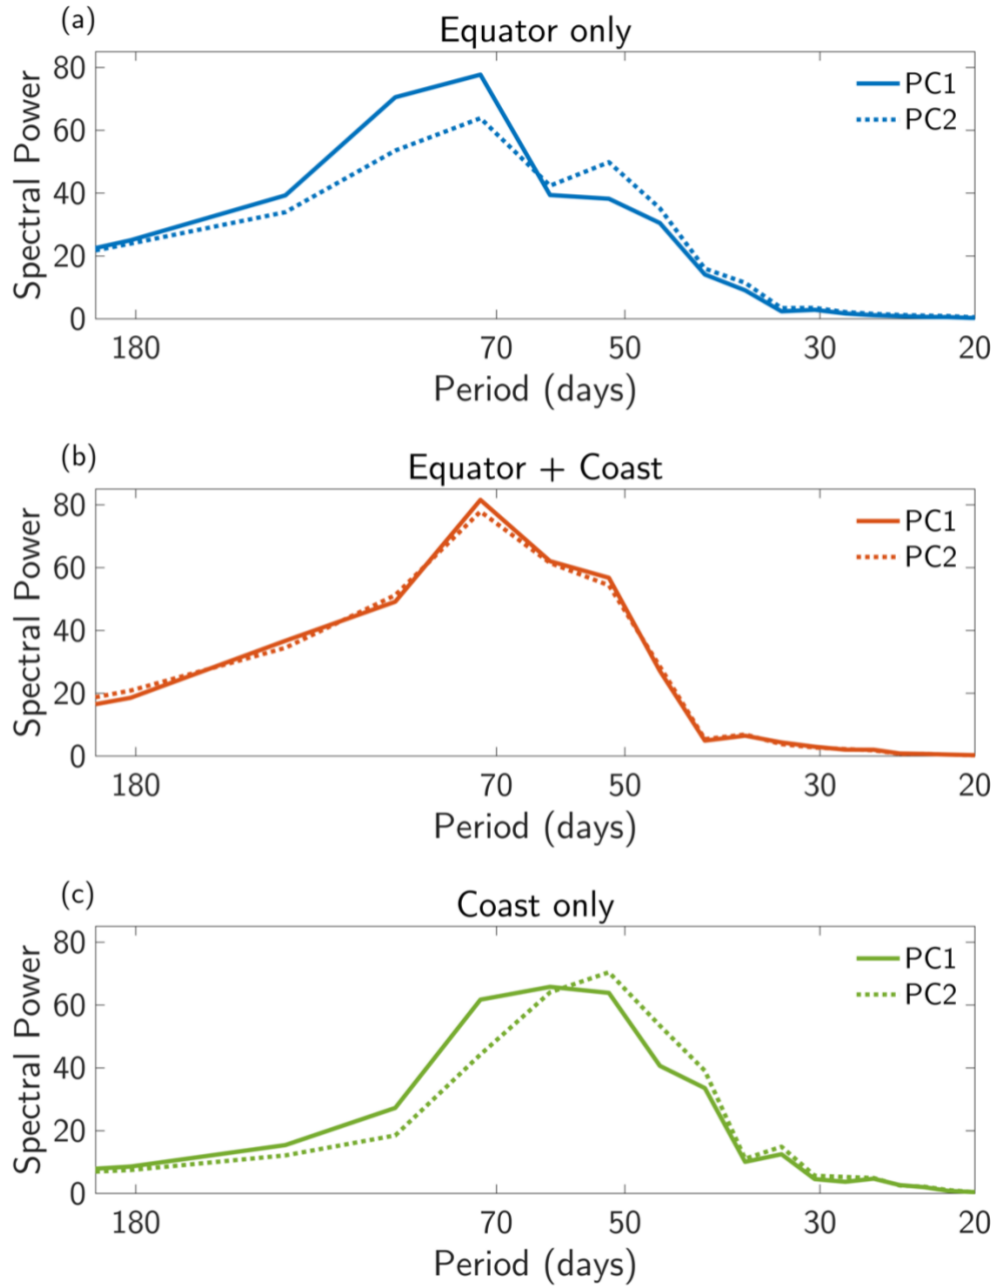 (a)
Equator only
Spectral Power
80
60
40
20
0
PC1
PC2
180 70 50 30 20
Period (days)
(b)
Equator + Coast
Spectral Power
80
60
40
20
0
PC1
PC2
180 70 50 30 20
Period (days)
(c)
Coast only
Spectral Power
80
60
40
20
0
PC1
PC2
180 70 50 30 20
Period (days)